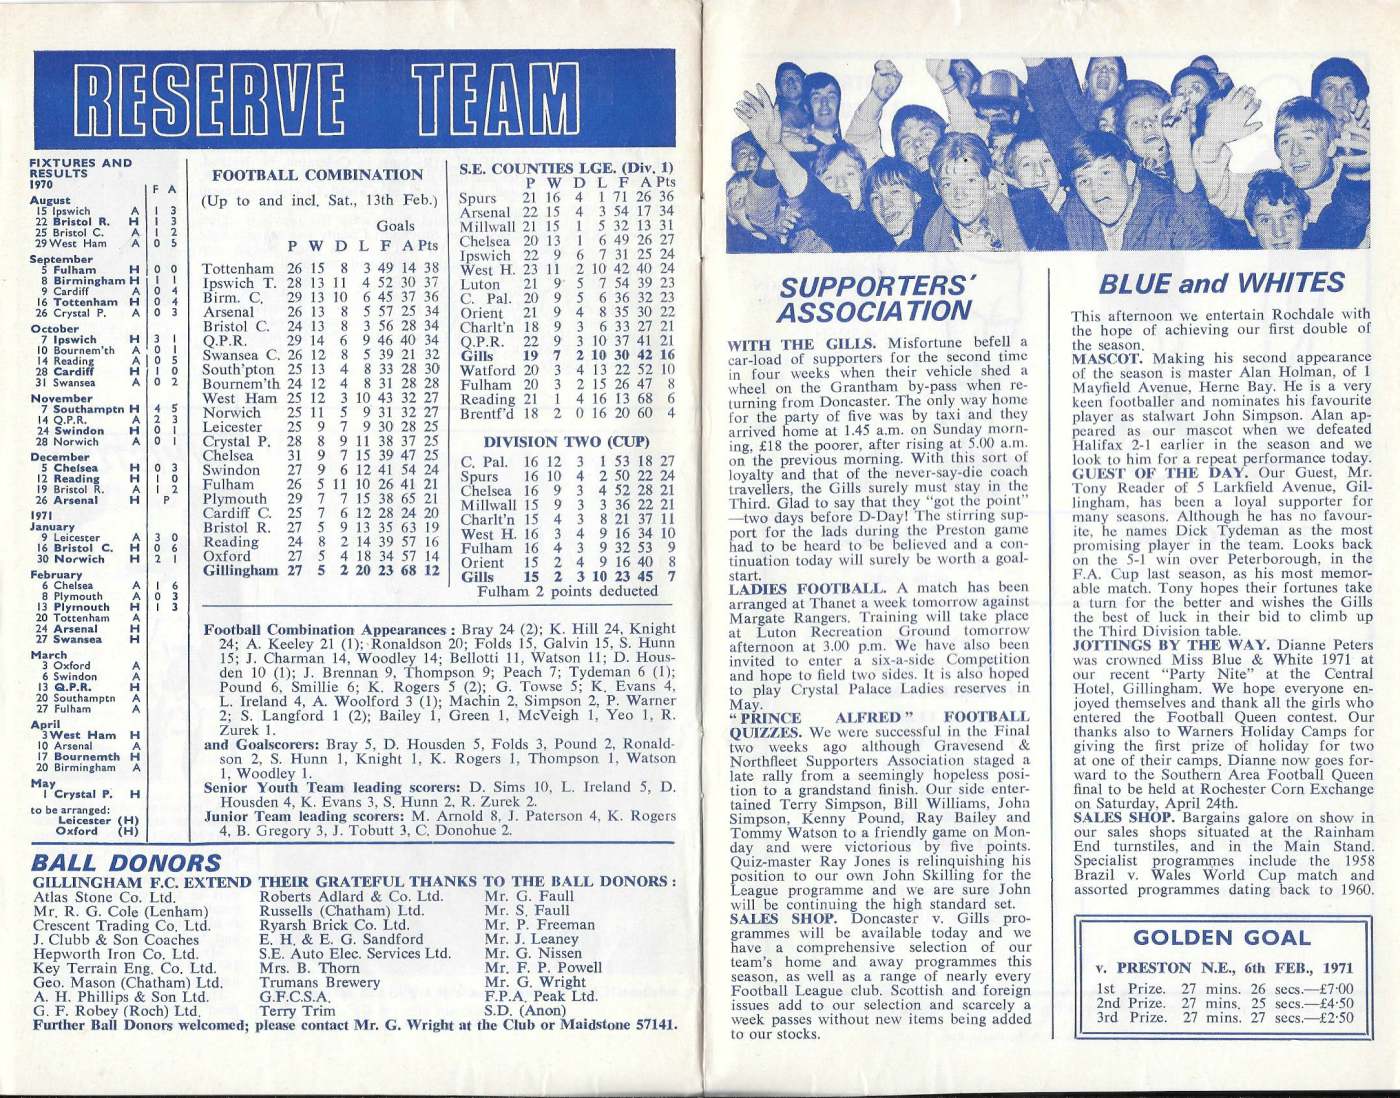 RESERVE TEAM
FIXTURES AND
RESULTS
1970
F A
August
15 Ipswich A 1 3
22 Bristol R. H 1 3
25 Bristol C. A 1 2
29 West Ham A 0 5
September
5 Fulham H 0 0
8 Birmingham H 1 1
9 Cardiff A 0 4
16 Tottenham H 0 4
26 Crystal P. A 0 3
October
7 Ipswich H 3 1
10 Bournem'th A 0 1
14 Reading A 0 5
28 Cardiff H 1 0
31 Swansea A 0 2
November
7 Southamptn H 4 5
14 Q.P.R. A 2 3
24 Swindon H 0 1
28 Norwich A 0 1
December
5 Chelsea H 0 3
12 Reading H 1 0
19 Bristol R. A 1 2
26 Arsenal H P
1971
January
9 Leicester A 3 0
16 Bristol C. H 0 6
30 Norwich H 2 1
February
6 Chelsea A 1 6
8 Plymouth A 0 3
13 Plymouth H 1 3
20 Tottenham A
24 Arsenal H
27 Swansea H
March
3 Oxford A
6 Swindon A
13 Q.P.R. H
20 Southamptn A
27 Fulham A
April
3 West Ham H
10 Arsenal A
17 Bournemth H
20 Birmingham A
May
1 Crystal P. H
to be arranged:
Leicester (H)
Oxford (H)
FOOTBALL COMBINATION
(Up to and incl. Sat., 13th Feb.)
Goals
P W D L F A Pts
Tottenham 26 15 8 3 49 14 38
Ipswich T. 28 13 11 4 52 30 37
Birm. C. 29 13 10 6 45 37 36
Arsenal 26 13 8 5 57 25 34
Bristol C. 24 13 8 3 56 28 34
Q.P.R. 29 14 6 9 46 40 34
Swansea C. 26 12 8 5 39 21 32
South'pton 25 13 4 8 33 28 30
Bournem'th 24 12 4 8 31 28 28
West Ham 25 12 3 10 43 32 27
Norwich 25 11 5 9 31 32 27
Leicester 25 9 7 9 30 28 25
Crystal P. 28 8 9 11 38 37 25
Chelsea 31 9 7 15 39 47 25
Swindon 27 9 6 12 41 54 24
Fulham 26 5 11 10 26 41 21
Plymouth 29 7 7 15 38 65 21
Cardiff C. 25 7 6 12 28 24 20
Bristol R. 27 5 9 13 35 63 19
Reading 24 8 2 14 39 57 16
Oxford 27 5 4 18 34 57 14
Gillingham 27 5 2 20 23 68 12
S.E. COUNTIES LGE. (Div. 1)
P W D L F A Pts
Spurs 21 16 4 1 71 26 36
Arsenal 22 15 4 3 54 17 34
Millwall 21 15 1 5 32 13 31
Chelsea 20 13 1 6 49 26 27
Ipswich 22 9 6 7 31 25 24
West H. 23 11 2 10 42 40 24
Luton 21 9 5 7 54 39 23
C. Pal. 20 9 5 6 36 32 23
Orient 21 9 4 8 35 30 22
Charlt'n 18 9 3 6 33 27 21
Q.P.R. 22 9 3 10 37 41 21
Gills 19 7 2 10 30 42 16
Watford 20 3 4 13 22 52 10
Fulham 20 3 2 15 26 47 8
Reading 21 1 4 16 13 68 6
Brentf'd 18 2 0 16 20 60 4
DIVISION TWO (CUP)
C. Pal. 16 12 3 1 53 18 27
Spurs 16 10 4 2 50 22 24
Chelsea 16 9 3 4 52 28 21
Millwall 15 9 3 3 36 22 21
Charlt'n 15 4 3 8 21 37 11
West H. 16 3 4 9 16 34 10
Fulham 16 4 3 9 32 53 9
Orient 15 2 4 9 16 40 8
Gills 15 2 3 10 23 45 7
Fulham 2 points deducted
Football Combination Appearances : Bray 24 (2); K. Hill 24, Knight
24; A. Keeley 21 (1); Ronaldson 20; Folds 15, Galvin 15, S. Hunn
15; J. Charman 14, Woodley 14; Bellotti 11, Watson 11; D. Hous-
den 10 (1); J. Brennan 9, Thompson 9; Peach 7; Tydeman 6 (1);
Pound 6, Smillie 6; K. Rogers 5 (2); G. Towse 5; K. Evans 4,
L. Ireland 4, A. Woolford 3 (1); Machin 2, Simpson 2, P. Warner
2; S. Langford 1 (2); Bailey 1, Green 1, McVeigh 1, Yeo 1, R.
Zurek 1.
and Goalscorers: Bray 5, D. Housden 5, Folds 3, Pound 2, Ronald-
son 2, S. Hunn 1, Knight 1, K. Rogers 1, Thompson 1, Watson
1, Woodley 1.
Senior Youth Team leading scorers: D. Sims 10, L. Ireland 5, D.
Housden 4, K. Evans 3, S. Hunn 2, R. Zurek 2.
Junior Team leading scorers: M. Arnold 8, J. Paterson 4, K. Rogers
4, B. Gregory 3, J. Tobutt 3, C. Donohue 2.
BALL DONORS
GILLINGHAM F.C. EXTEND THEIR GRATEFUL THANKS TO THE BALL DONORS :
Atlas Stone Co. Ltd. Roberts Adlard & Co. Ltd. Mr. G. Faull
Mr. R. G. Cole (Lenham) Russells (Chatham) Ltd. Mr. S. Faull
Crescent Trading Co. Ltd. Ryarsh Brick Co. Ltd. Mr. P. Freeman
J. Clubb & Son Coaches E. H. & E. G. Sandford Mr. J. Leaney
Hepworth Iron Co. Ltd. S.E. Auto Elec. Services Ltd. Mr. G. Nissen
Key Terrain Eng. Co. Ltd. Mrs. B. Thorn Mr. F. P. Powell
Geo. Mason (Chatham) Ltd. Trumans Brewery Mr. G. Wright
A. H. Phillips & Son Ltd. G.F.C.S.A. F.P.A. Peak Ltd.
G. F. Robey (Roch) Ltd. Terry Trim S.D. (Anon)
Further Ball Donors welcomed; please contact Mr. G. Wright at the Club or Maidstone 57141.
SUPPORTERS'
ASSOCIATION
WITH THE GILLS. Misfortune befell a
car-load of supporters for the second time
in four weeks when their vehicle shed a
wheel on the Grantham by-pass when re-
turning from Doncaster. The only way home
for the party of five was by taxi and they
arrived home at 1.45 a.m. on Sunday morn-
ing, £18 the poorer, after rising at 5.00 a.m.
on the previous morning. With this sort of
loyalty and that of the never-say-die coach
travellers, the Gills surely must stay in the
Third. Glad to say that they "got the point"
—two days before D-Day! The stirring sup-
port for the lads during the Preston game
had to be heard to be believed and a con-
tinuation today will surely be worth a goal-
start.
LADIES FOOTBALL. A match has been
arranged at Thanet a week tomorrow against
Margate Rangers. Training will take place
at Luton Recreation Ground tomorrow
afternoon at 3.00 p.m. We have also been
invited to enter a six-a-side Competition
and hope to field two sides. It is also hoped
to play Crystal Palace Ladies reserves in
May.
"PRINCE ALFRED" FOOTBALL
QUIZZES. We were successful in the Final
two weeks ago although Gravesend &
Northfleet Supporters Association staged a
late rally from a seemingly hopeless posi-
tion to a grandstand finish. Our side enter-
tained Terry Simpson, Bill Williams, John
Simpson, Kenny Pound, Ray Bailey and
Tommy Watson to a friendly game on Mon-
day and were victorious by five points.
Quiz-master Ray Jones is relinquishing his
position to our own John Skilling for the
League programme and we are sure John
will be continuing the high standard set.
SALES SHOP. Doncaster v. Gills pro-
grammes will be available today and we
have a comprehensive selection of our
team's home and away programmes this
season, as well as a range of nearly every
Football League club. Scottish and foreign
issues add to our selection and scarcely a
week passes without new items being added
to our stocks.
BLUE and WHITES
This afternoon we entertain Rochdale with
the hope of achieving our first double of
the season.
MASCOT. Making his second appearance
of the season is master Alan Holman, of 1
Mayfield Avenue, Herne Bay. He is a very
keen footballer and nominates his favourite
player as stalwart John Simpson. Alan ap-
peared as our mascot when we defeated
Halifax 2-1 earlier in the season and we
look to him for a repeat performance today.
GUEST OF THE DAY. Our Guest, Mr.
Tony Reader of 5 Larkfield Avenue, Gil-
lingham, has been a loyal supporter for
many seasons. Although he has no favour-
ite, he names Dick Tydeman as the most
promising player in the team. Looks back
on the 5-1 win over Peterborough, in the
F.A. Cup last season, as his most memor-
able match. Tony hopes their fortunes take
a turn for the better and wishes the Gills
the best of luck in their bid to climb up
the Third Division table.
JOTTINGS BY THE WAY. Dianne Peters
was crowned Miss Blue & White 1971 at
our recent "Party Nite" at the Central
Hotel, Gillingham. We hope everyone en-
joyed themselves and thank all the girls who
entered the Football Queen contest. Our
thanks also to Warners Holiday Camps for
giving the first prize of holiday for two
at one of their camps. Dianne now goes for-
ward to the Southern Area Football Queen
final to be held at Rochester Corn Exchange
on Saturday, April 24th.
SALES SHOP. Bargains galore on show in
our sales shops situated at the Rainham
End turnstiles, and in the Main Stand.
Specialist programmes include the 1958
Brazil v. Wales World Cup match and
assorted programmes dating back to 1960.
GOLDEN GOAL
v. PRESTON N.E., 6th FEB., 1971
1st Prize. 27 mins. 26 secs.—£7·00
2nd Prize. 27 mins. 25 secs.—£4·50
3rd Prize. 27 mins. 27 secs.—£2·50